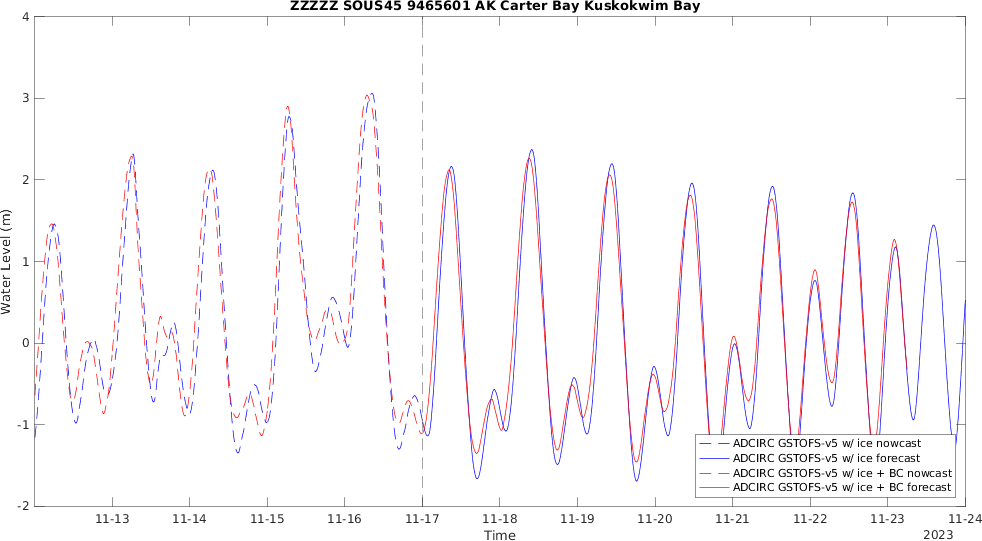 ZZZZZ SOUS45 9465601 AK Carter Bay Kuskokwim Bay
4
3
2
1
0
-1
-2
Water Level (m)
11-13 11-14 11-15 11-16 11-17 11-18 11-19 11-20 11-21 11-22 11-23 11-24
Time
2023
ADCIRC GSTOFS-v5 w/ ice nowcast
ADCIRC GSTOFS-v5 w/ ice forecast
ADCIRC GSTOFS-v5 w/ ice + BC nowcast
ADCIRC GSTOFS-v5 w/ ice + BC forecast